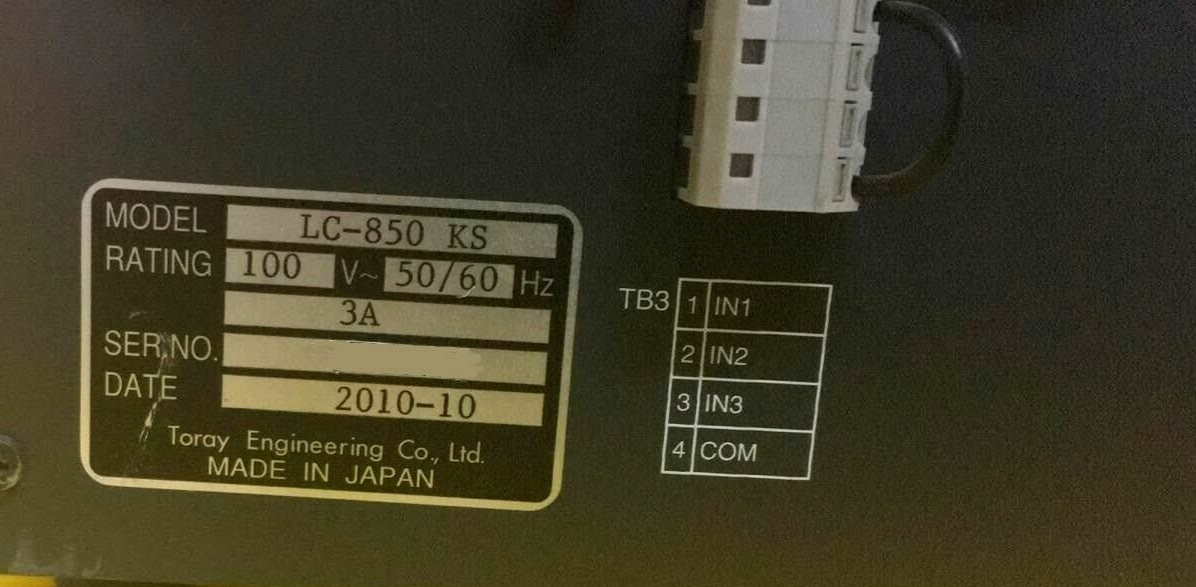 MODEL LC-850 KS
RATING 100 V~ 50/60 Hz
3A
SER.NO.
DATE 2010-10
Toray Engineering Co., Ltd.
MADE IN JAPAN
TB3 1 IN1
2 IN2
3 IN3
4 COM